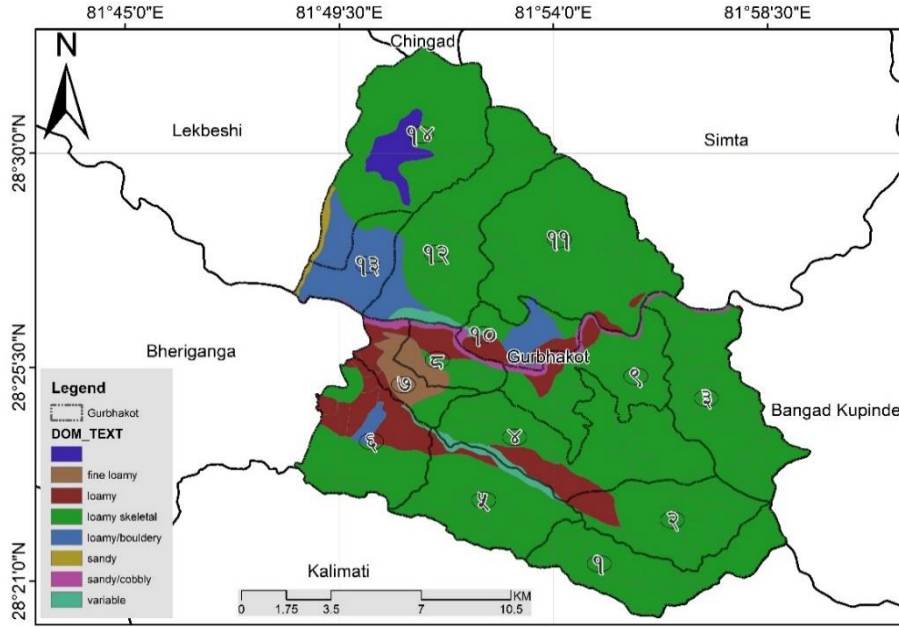 81°45'0"E 81°49'30"E 81°54'0"E 81°58'30"E
Chingad
N
Lekbeshi
Simta
28°30'0"N
१४
११
१२
१३
१०
Gurbhakot
Bheriganga
28°25'30"N
८
९
७
३
Bangad Kupinde
Legend
Gurbhakot
DOM_TEXT
fine loamy
loamy
loamy skeletal
loamy/bouldery
sandy
sandy/cobbly
variable
४
६
५
२
१
28°21'0"N
Kalimati
KM
0 1.75 3.5 7 10.5